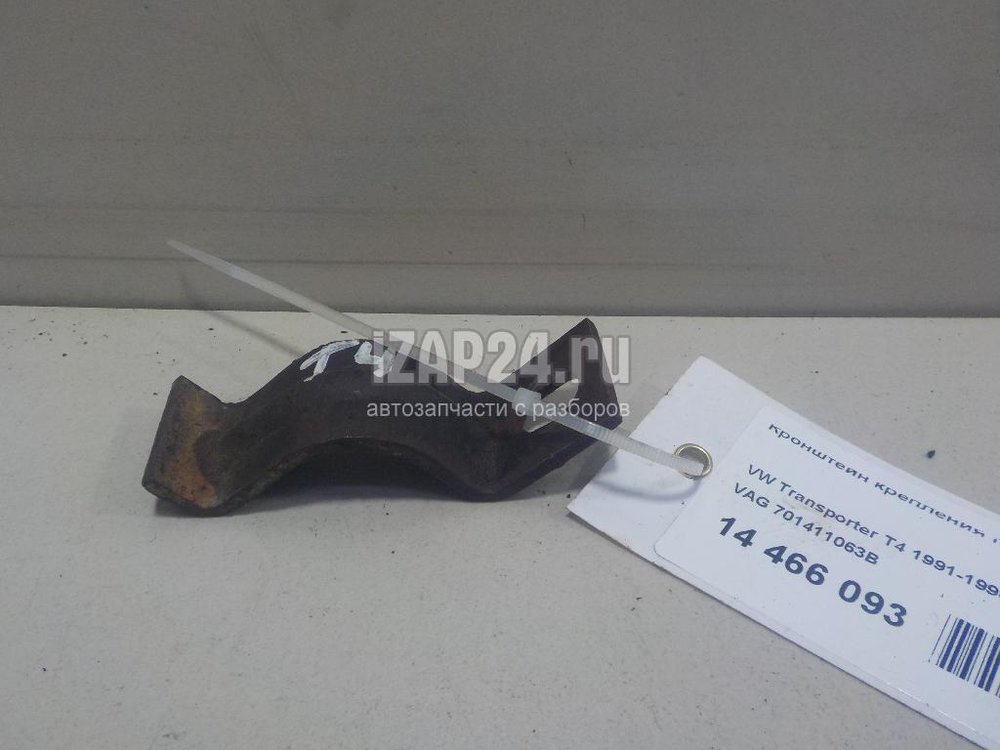 T4
iZAP24.ru
автозапчасти с разборов
кронштейн крепления
VW Transporter T4 1991-199
VAG 701411063B
14 466 093